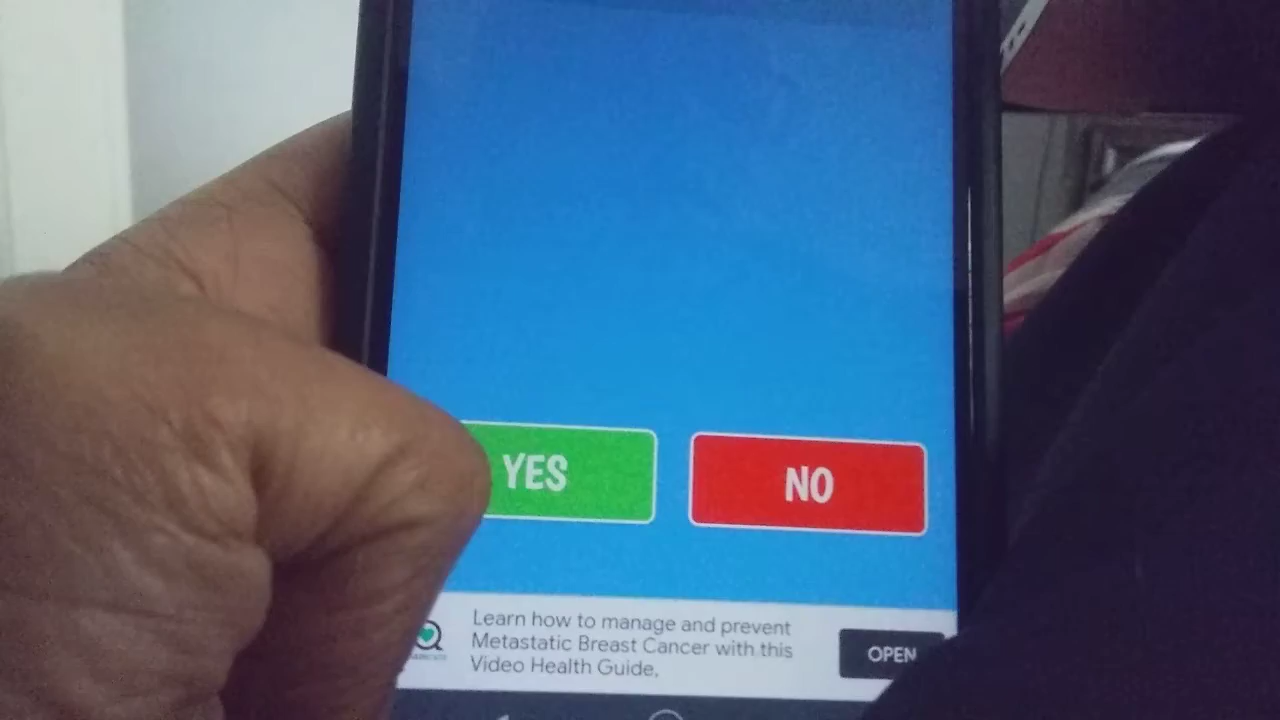 YES
NO
Learn how to manage and prevent
Metastatic Breast Cancer with this
Video Health Guide,
OPEN